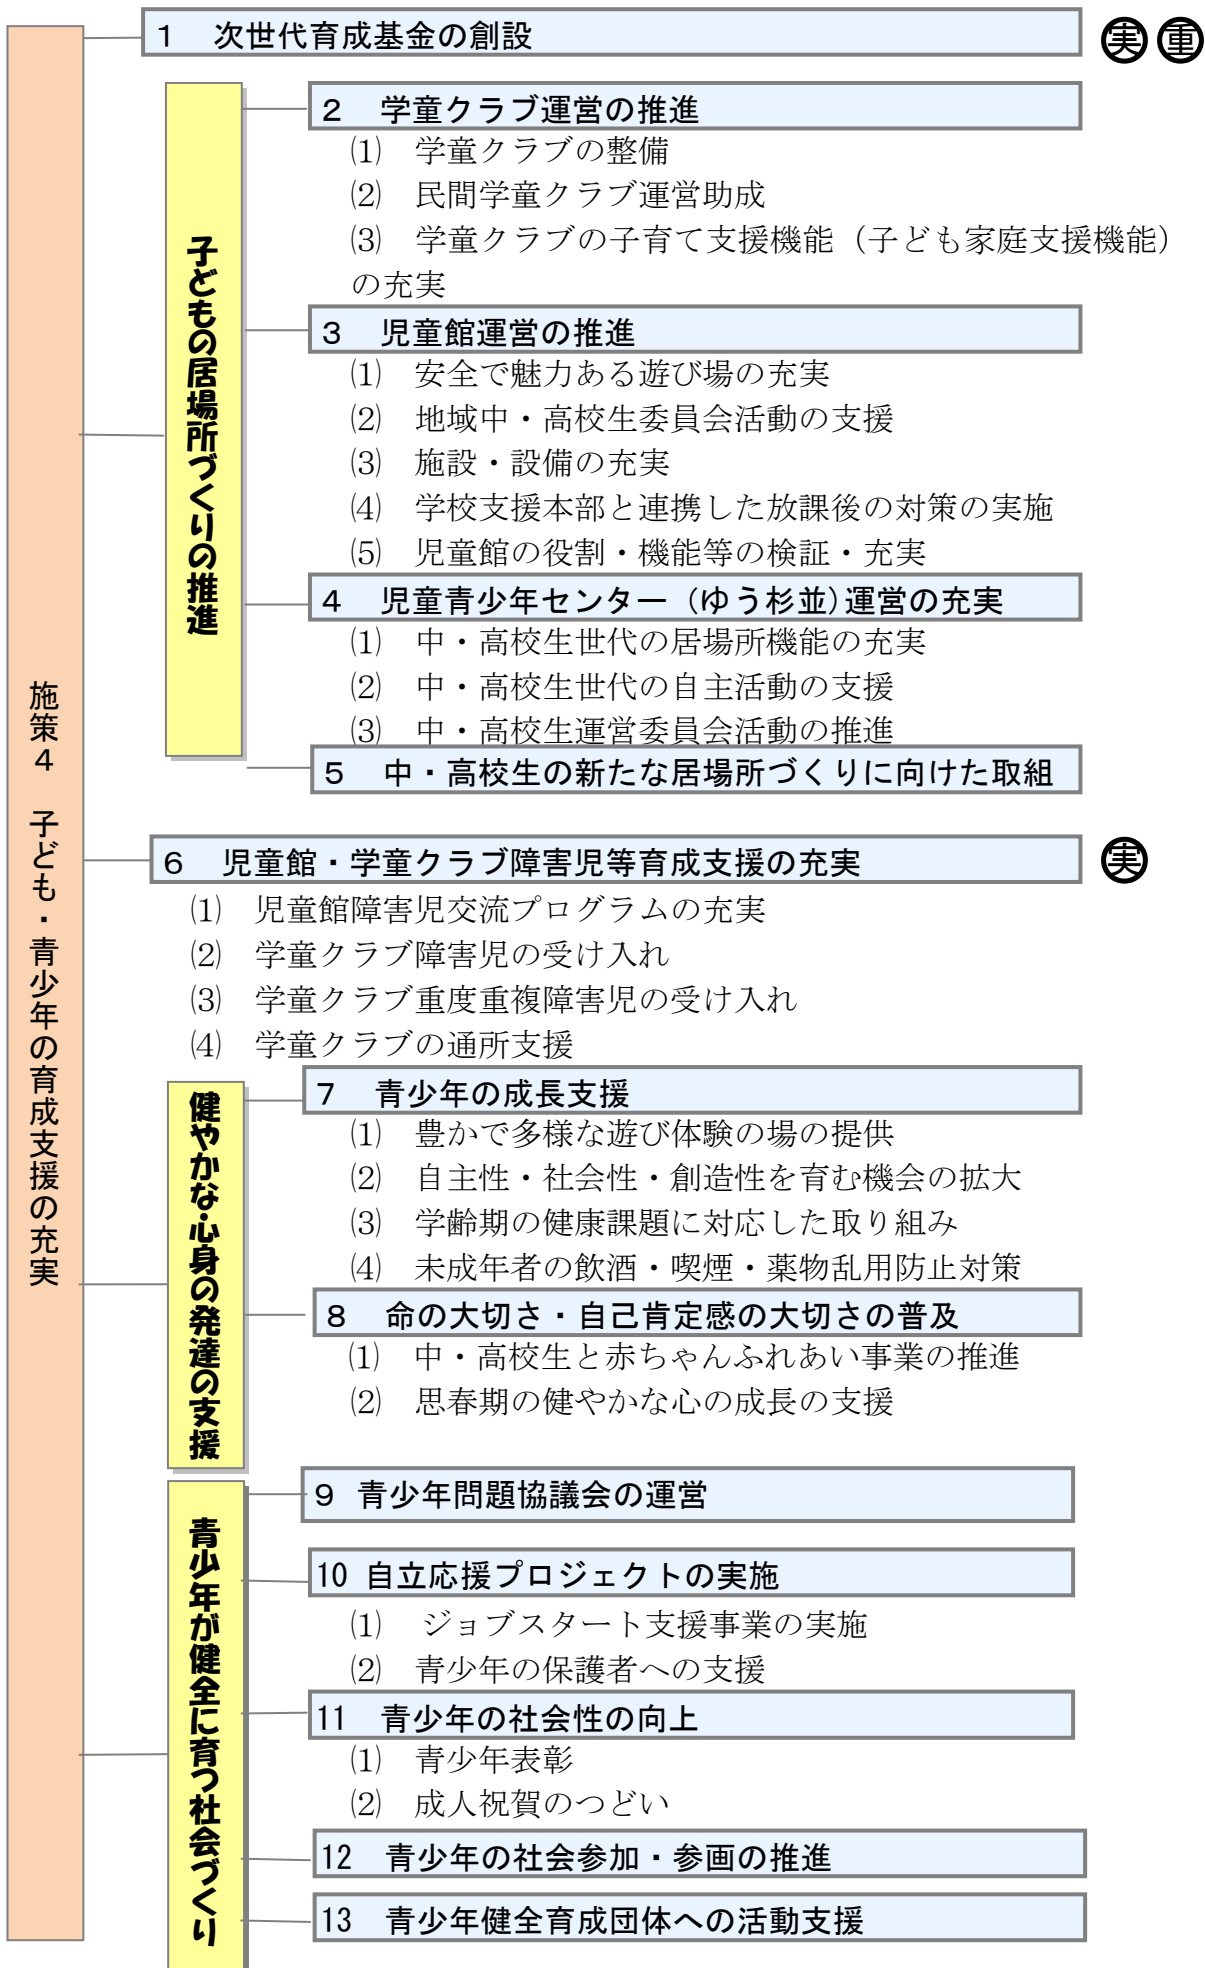 施策４　子ども・青少年の育成支援の充実
１　次世代育成基金の創設
実 重
子どもの居場所づくりの推進
２　学童クラブ運営の推進
⑴　学童クラブの整備
⑵　民間学童クラブ運営助成
⑶　学童クラブの子育て支援機能（子ども家庭支援機能）
の充実
３　児童館運営の推進
⑴　安全で魅力ある遊び場の充実
⑵　地域中・高校生委員会活動の支援
⑶　施設・設備の充実
⑷　学校支援本部と連携した放課後の対策の実施
⑸　児童館の役割・機能等の検証・充実
４　児童青少年センター（ゆう杉並）運営の充実
⑴　中・高校生世代の居場所機能の充実
⑵　中・高校生世代の自主活動の支援
⑶　中・高校生運営委員会活動の推進
５　中・高校生の新たな居場所づくりに向けた取組
６　児童館・学童クラブ障害児等育成支援の充実
実
⑴　児童館障害児交流プログラムの充実
⑵　学童クラブ障害児の受け入れ
⑶　学童クラブ重度重複障害児の受け入れ
⑷　学童クラブの通所支援
健やかな心身の発達の支援
７　青少年の成長支援
⑴　豊かで多様な遊び体験の場の提供
⑵　自主性・社会性・創造性を育む機会の拡大
⑶　学齢期の健康課題に対応した取り組み
⑷　未成年者の飲酒・喫煙・薬物乱用防止対策
８　命の大切さ・自己肯定感の大切さの普及
⑴　中・高校生と赤ちゃんふれあい事業の推進
⑵　思春期の健やかな心の成長の支援
青少年が健全に育つ社会づくり
９ 青少年問題協議会の運営
10 自立応援プロジェクトの実施
⑴　ジョブスタート支援事業の実施
⑵　青少年の保護者への支援
11　青少年の社会性の向上
⑴　青少年表彰
⑵　成人祝賀のつどい
12　青少年の社会参加・参画の推進
13　青少年健全育成団体への活動支援